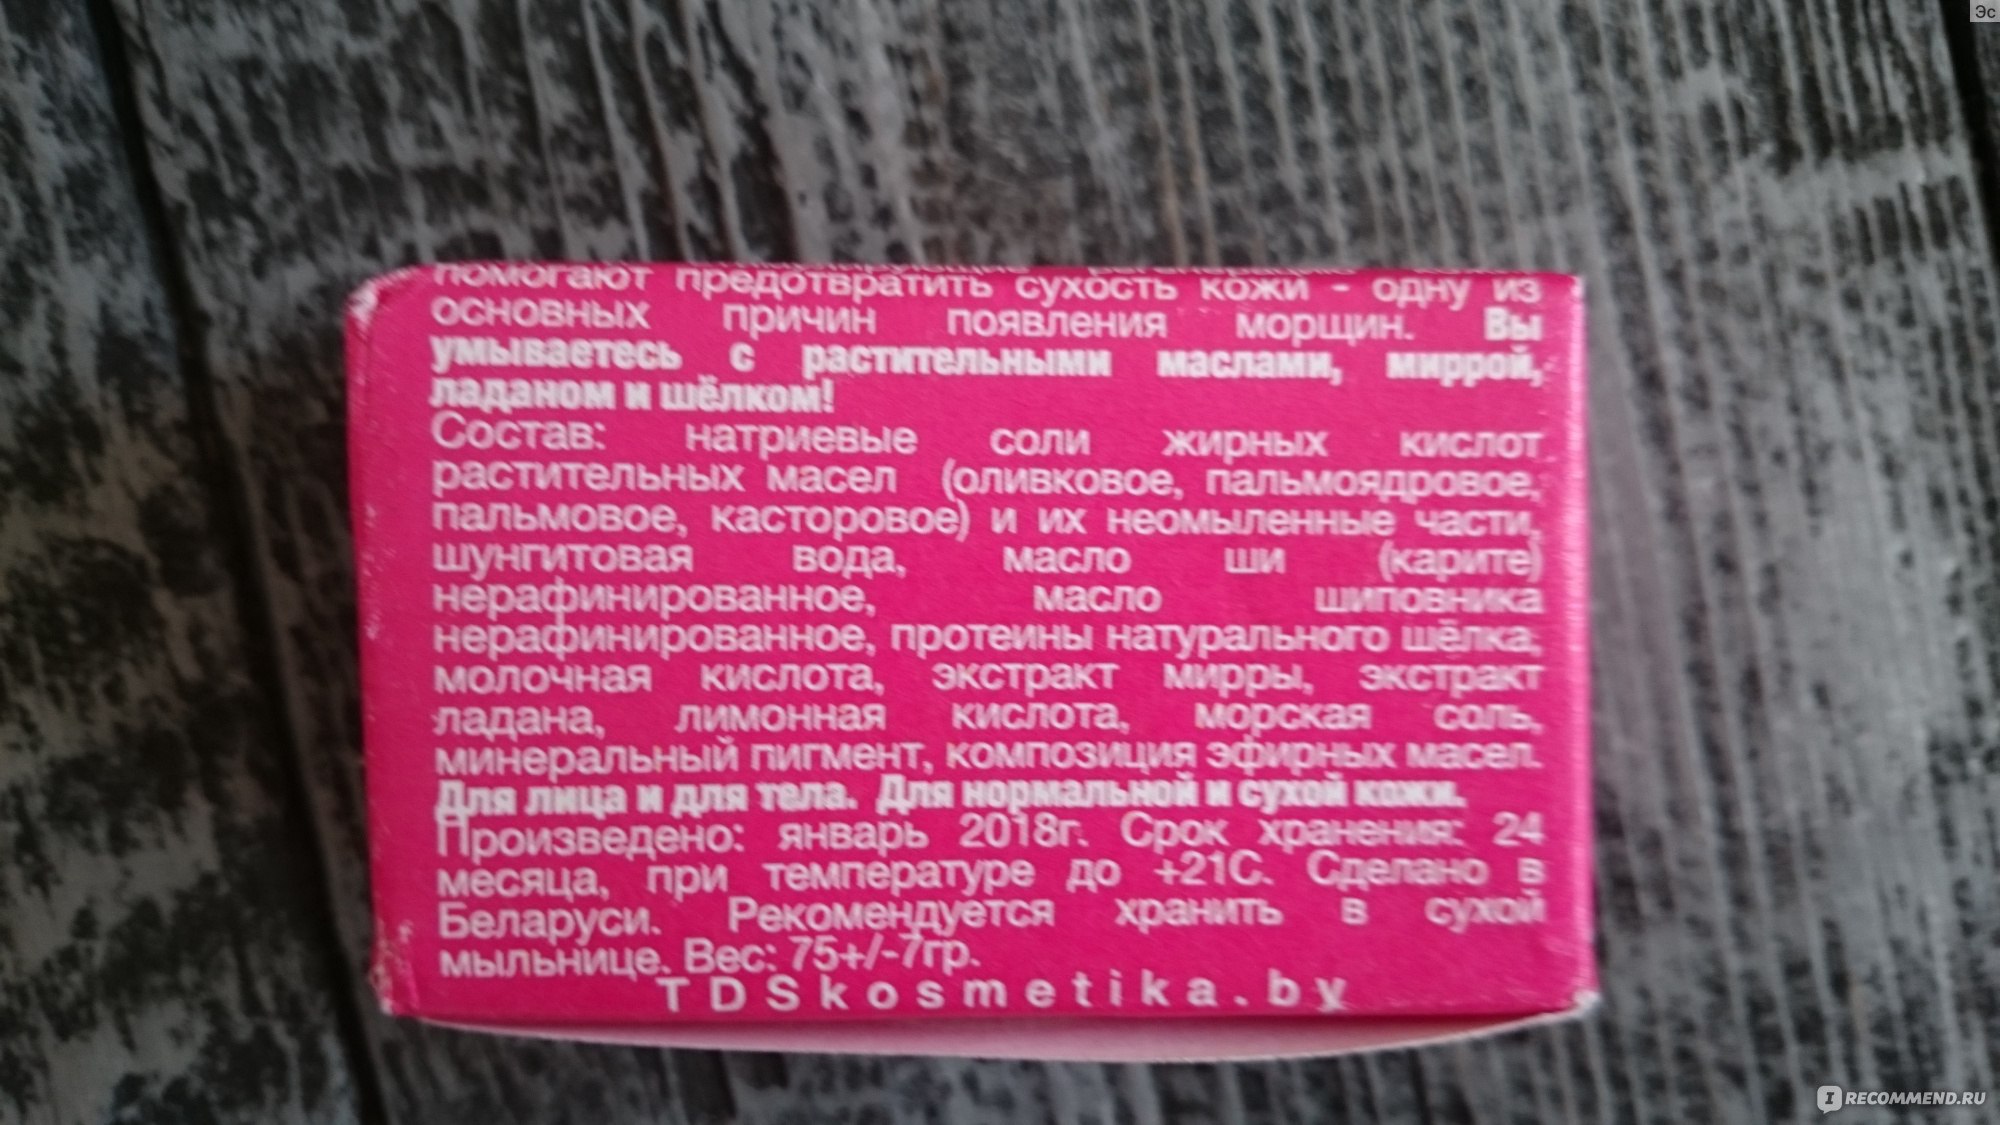 помогают предотвратить сухость кожи - одну из
основных причин появления морщин. Вы
умываетесь с растительными маслами, миррой,
ладаном и шёлком!
Состав: натриевые соли жирных кислот
растительных масел (оливковое, пальмоядровое,
пальмовое, касторовое) и их неомыленные части,
шунгитовая вода, масло ши (карите)
нерафинированное, масло шиповника
нерафинированное, протеины натурального шёлка,
молочная кислота, экстракт мирры, экстракт
ладана, лимонная кислота, морская соль,
минеральный пигмент, композиция эфирных масел.
Для лица и для тела. Для нормальной и сухой кожи.
Произведено: январь 2018г. Срок хранения: 24
месяца, при температуре до +21С. Сделано в
Беларуси. Рекомендуется хранить в сухой
мыльнице. Вес: 75+/-7гр.
TDSkosmetika.by
Эс
IRECOMMEND.RU